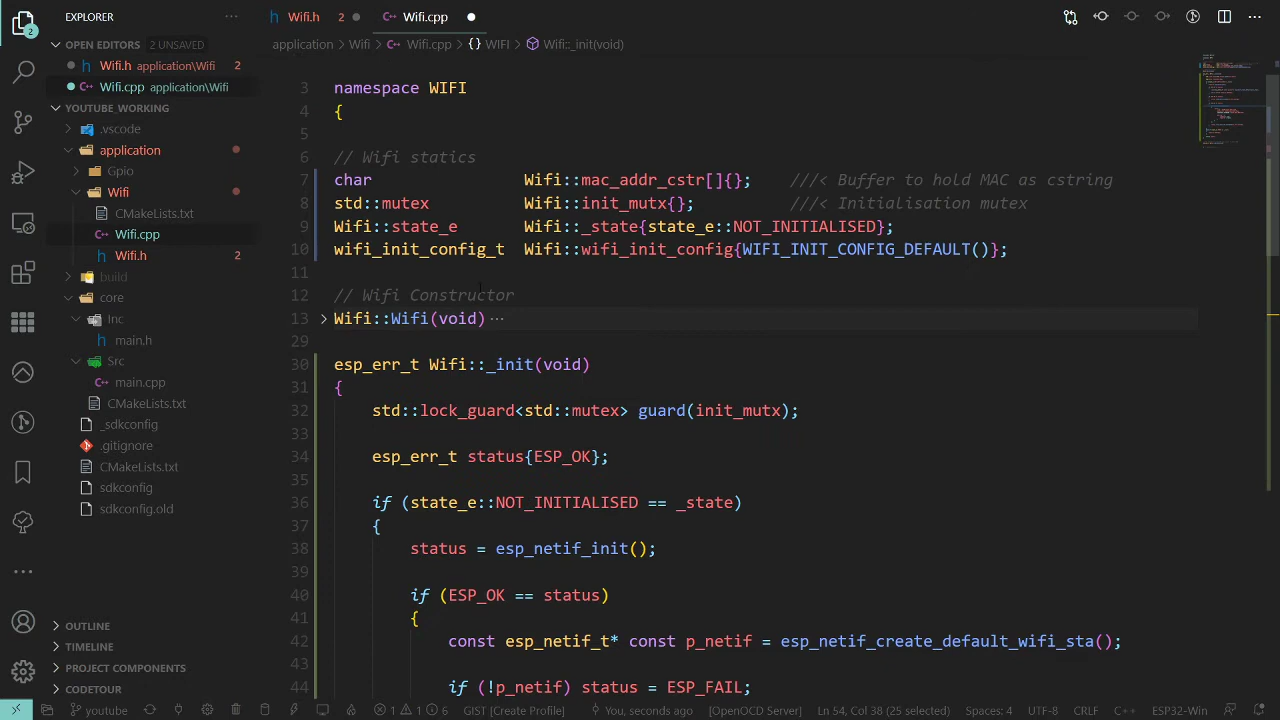 EXPLORER
Wifi.h 2
Wifi.cpp
OPEN EDITORS 2 UNSAVED
application > Wifi > Wifi.cpp > {} WIFI > Wifi::_init(void)
Wifi.h application\Wifi 2
Wifi.cpp application\Wifi
YOUTUBE_WORKING
.vscode
application
Gpio
Wifi
CMakeLists.txt
Wifi.cpp
Wifi.h 2
build
core
Inc
main.h
Src
main.cpp
CMakeLists.txt
_sdkconfig
.gitignore
CMakeLists.txt
sdkconfig
sdkconfig.old
OUTLINE
TIMELINE
PROJECT COMPONENTS
CODETOUR
2
3 namespace WIFI
4 {
5
6 // Wifi statics
7 char Wifi::mac_addr_cstr[]{}; ///< Buffer to hold MAC as cstring
8 std::mutex Wifi::init_mutx{}; ///< Initialisation mutex
9 Wifi::state_e Wifi::_state{state_e::NOT_INITIALISED};
10 wifi_init_config_t Wifi::wifi_init_config{WIFI_INIT_CONFIG_DEFAULT()};
11
12 // Wifi Constructor
13 Wifi::Wifi(void) ···
29
30 esp_err_t Wifi::_init(void)
31 {
32 std::lock_guard<std::mutex> guard(init_mutx);
33
34 esp_err_t status{ESP_OK};
35
36 if (state_e::NOT_INITIALISED == _state)
37 {
38 status = esp_netif_init();
39
40 if (ESP_OK == status)
41 {
42 const esp_netif_t* const p_netif = esp_netif_create_default_wifi_sta();
43
44 if (!p_netif) status = ESP_FAIL;
youtube 1 1 6 GIST [Create Profile] You, seconds ago [OpenOCD Server] Ln 54, Col 38 (25 selected) Spaces: 4 UTF-8 CRLF C++ ESP32-Win